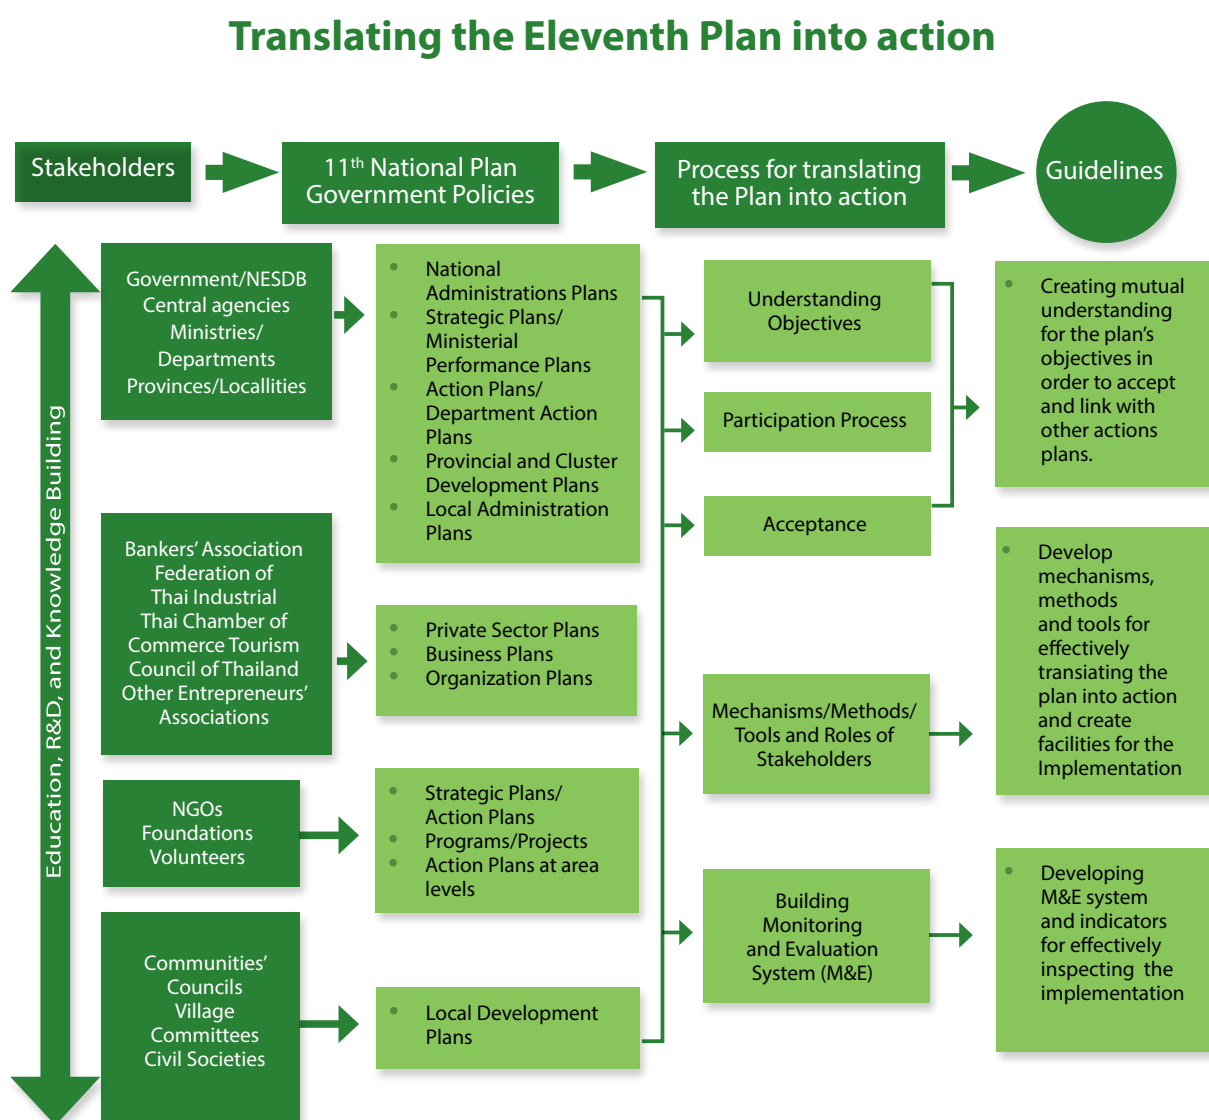 Translating the Eleventh Plan into action
Stakeholders
11th National Plan
Government Policies
Process for translating
the Plan into action
Guidelines
Education, R&D, and Knowledge Building
Government/NESDB
Central agencies
Ministries/
Departments
Provinces/Locallities
• National
Administrations Plans
• Strategic Plans/
Ministerial
Performance Plans
• Action Plans/
Department Action
Plans
• Provincial and Cluster
Development Plans
• Local Administration
Plans
Understanding
Objectives
Participation Process
Acceptance
• Creating mutual
understanding
for the plan's
objectives in
order to accept
and link with
other actions
plans.
Bankers' Association
Federation of
Thai Industrial
Thai Chamber of
Commerce Tourism
Council of Thailand
Other Entrepreneurs'
Associations
• Private Sector Plans
• Business Plans
• Organization Plans
Mechanisms/Methods/
Tools and Roles of
Stakeholders
• Develop
mechanisms,
methods
and tools for
effectively
transiating the
plan into action
and create
facilities for the
Implementation
NGOs
Foundations
Volunteers
• Strategic Plans/
Action Plans
• Programs/Projects
• Action Plans at area
levels
Building
Monitoring
and Evaluation
System (M&E)
• Developing
M&E system
and indicators
for effectively
inspecting the
implementation
Communities'
Councils
Village
Committees
Civil Societies
• Local Development
Plans